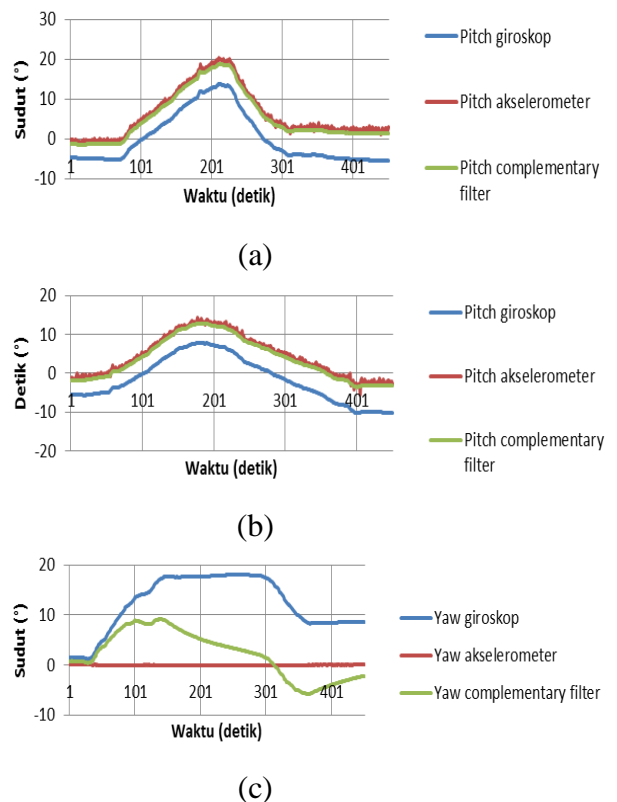 30
20
10
0
-10
Sudut (°)
1 101 201 301 401
Waktu (detik)
Pitch giroskop
Pitch akselerometer
Pitch complementary
filter
(a)
20
10
0
-10
-20
Detik (°)
1 101 201 301 401
Waktu (detik)
Pitch giroskop
Pitch akselerometer
Pitch complementary
filter
(b)
20
10
0
-10
Sudut (°)
1 101 201 301 401
Waktu (detik)
Yaw giroskop
Yaw akselerometer
Yaw complementary filter
(c)